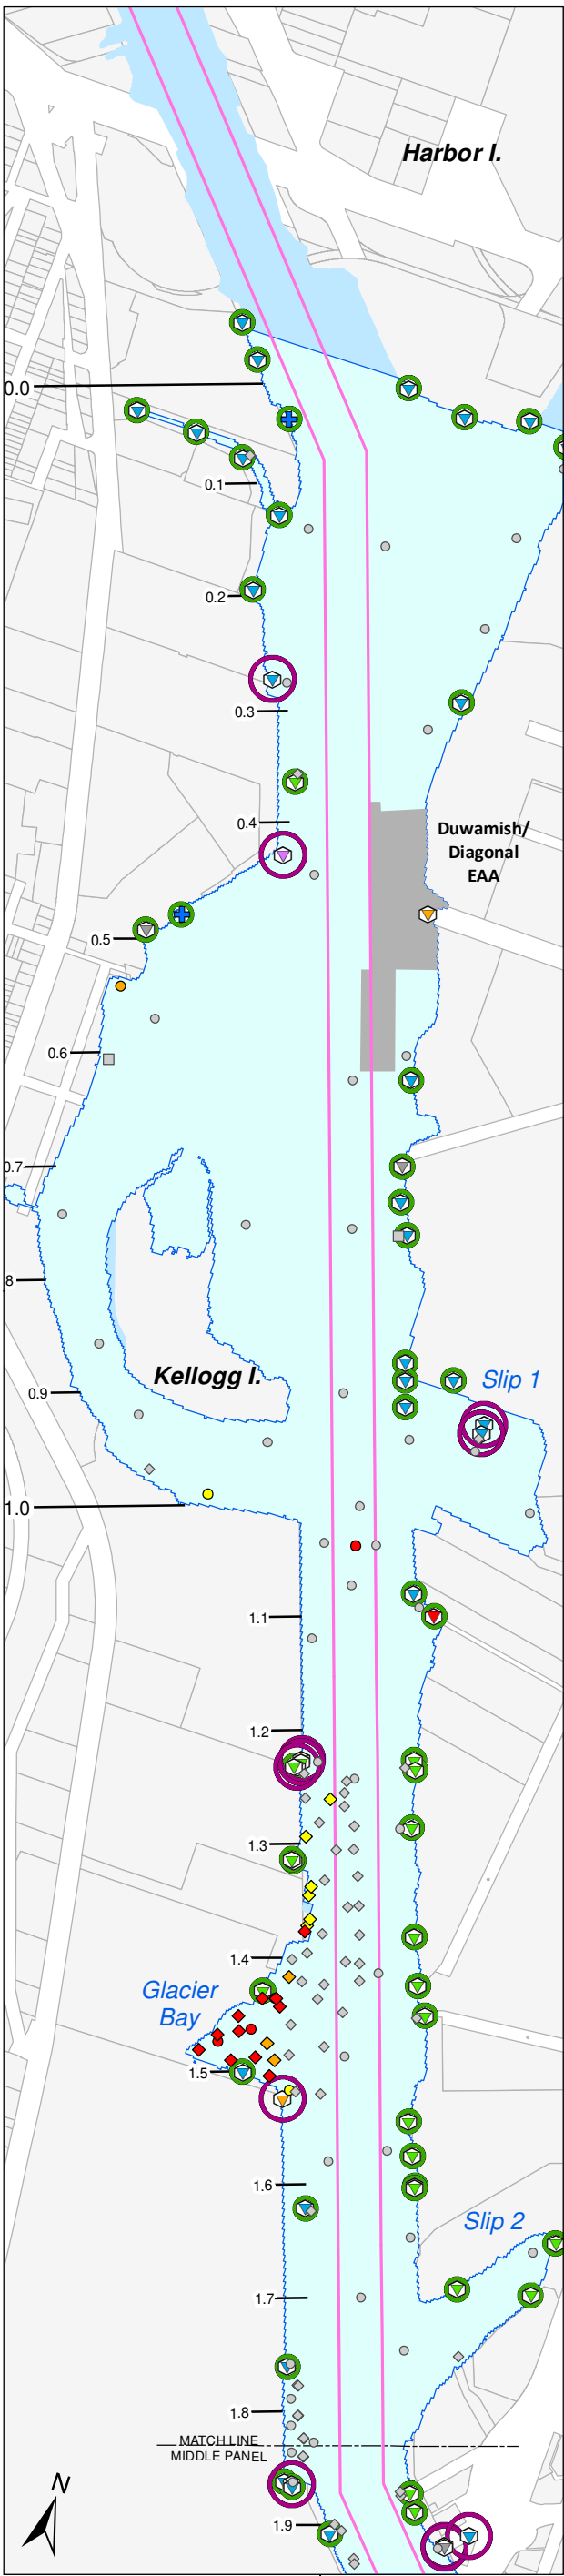 Harbor I.
0.0
0.1
0.2
0.3
0.4
Duwamish/
Diagonal
EAA
0.5
0.6
0.7
8
Kellogg I.
Slip 1
0.9
1.0
1.1
1.2
1.3
1.4
Glacier
Bay
1.5
1.6
Slip 2
1.7
1.8
MATCH LINE
MIDDLE PANEL
N
1.9